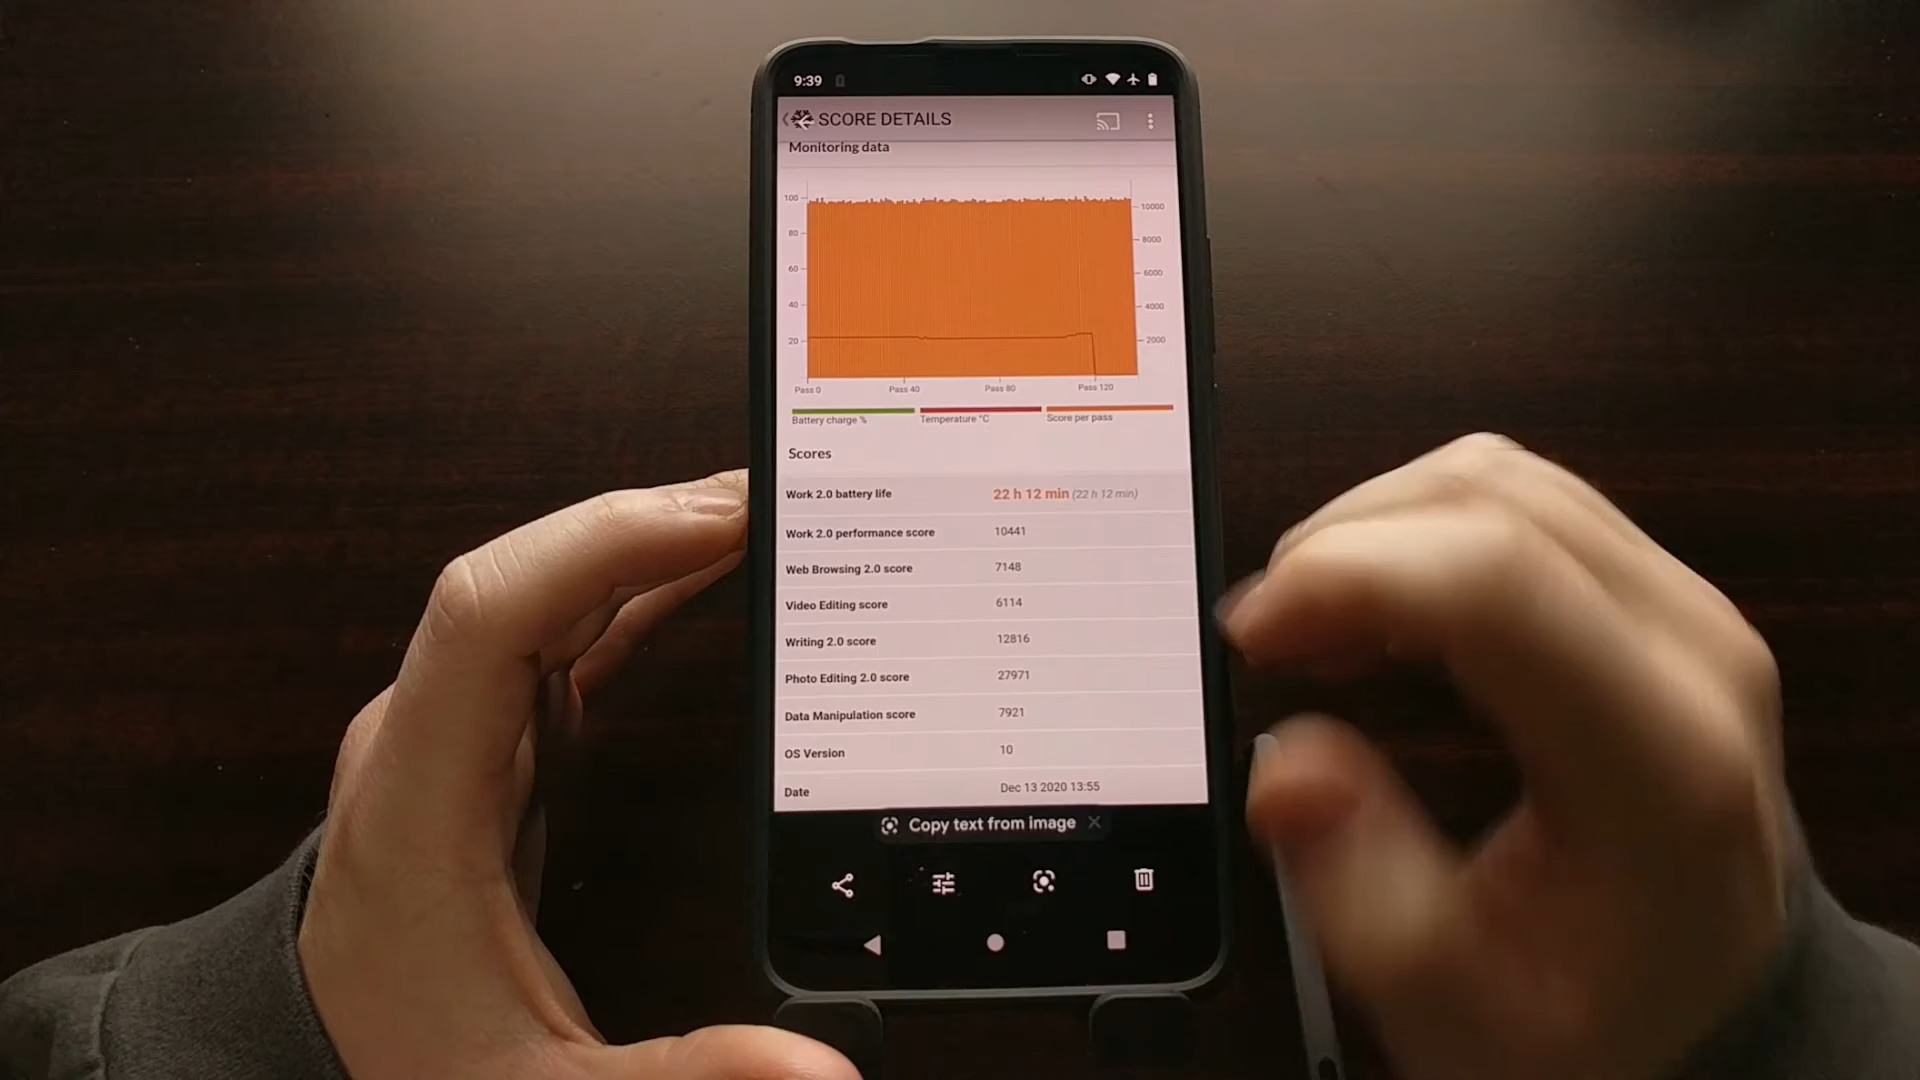 9:39
SCORE DETAILS
Monitoring data
100
80
60
40
20
10000
8000
6000
4000
2000
Pass 0 Pass 40 Pass 80 Pass 120
Battery charge % Temperature °C Score per pass
Scores
Work 2.0 battery life 22 h 12 min (22 h 12 min)
Work 2.0 performance score 10441
Web Browsing 2.0 score 7148
Video Editing score 6114
Writing 2.0 score 12816
Photo Editing 2.0 score 27971
Data Manipulation score 7921
OS Version 10
Date Dec 13 2020 13:55
Copy text from image